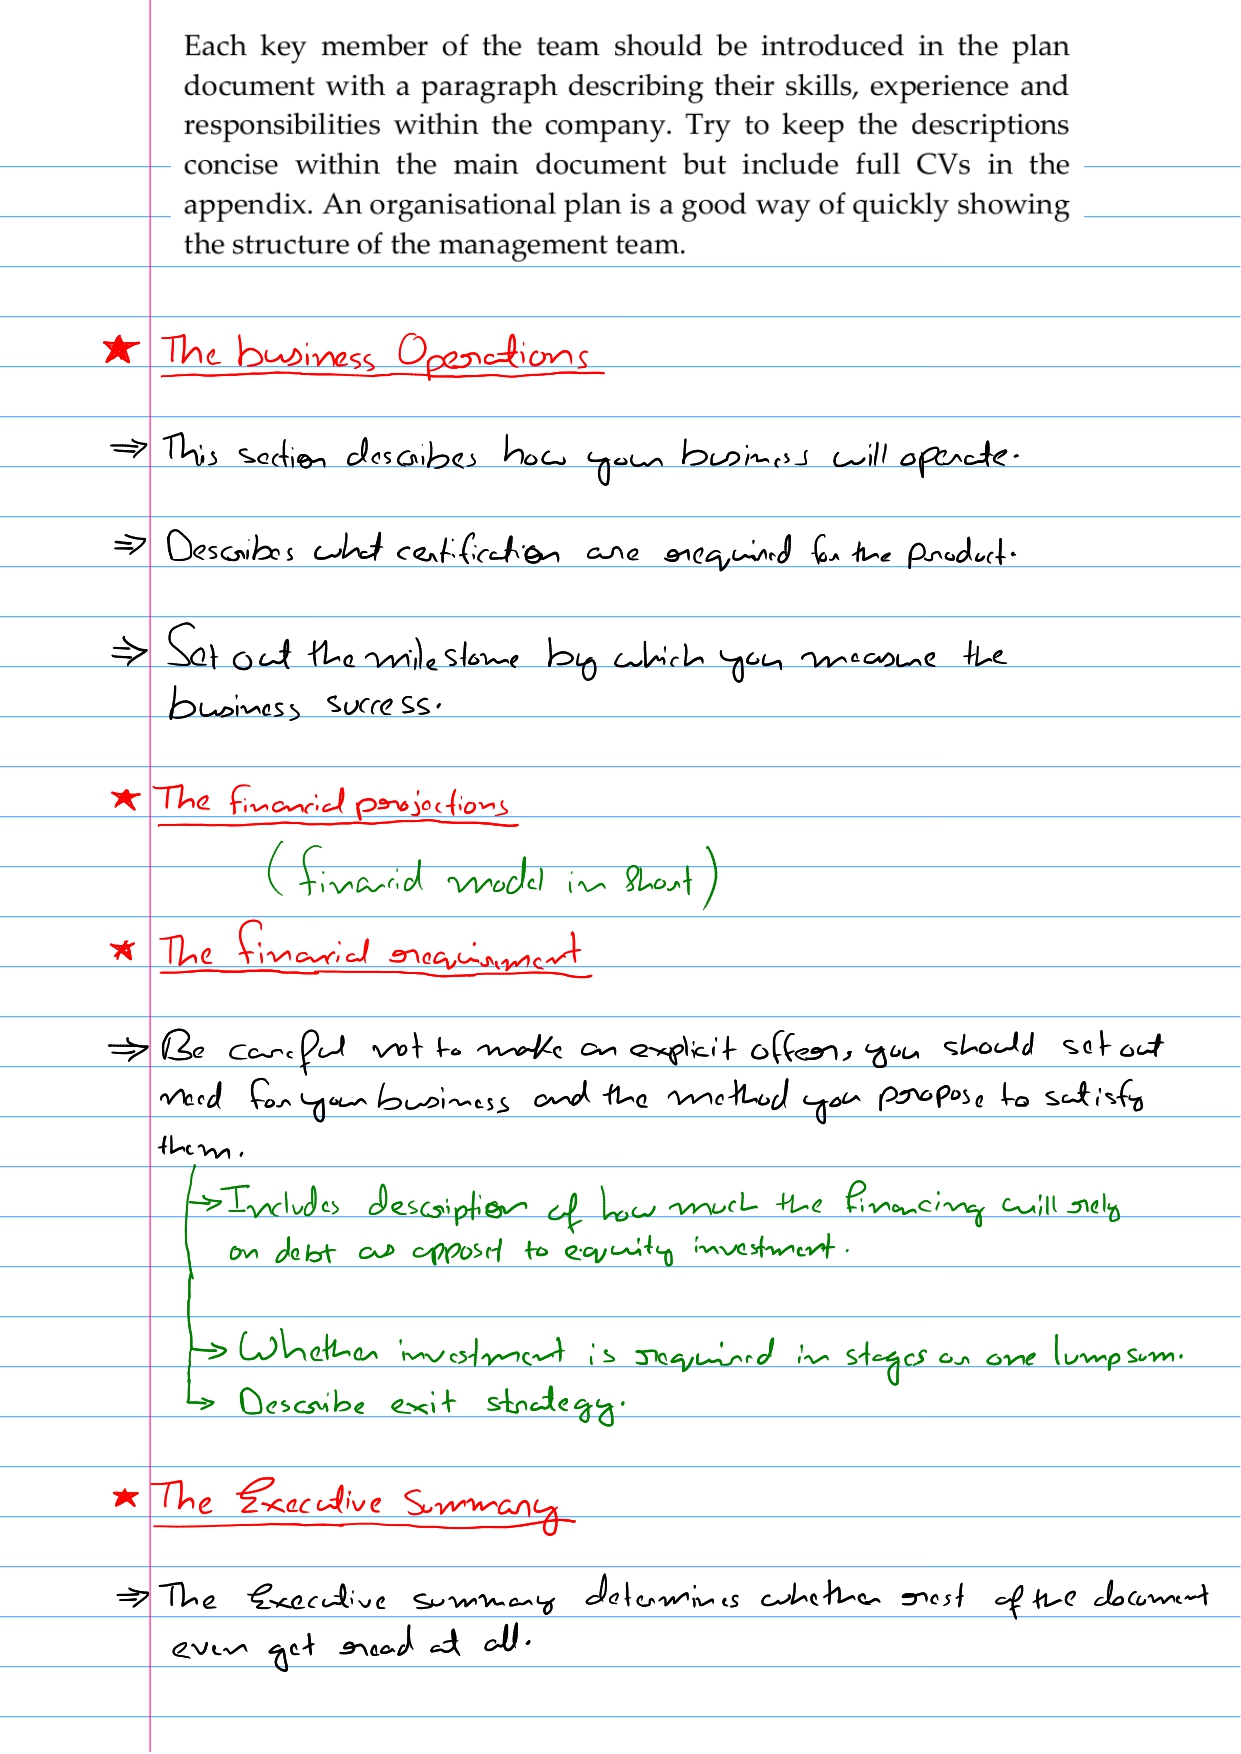 Each key member of the team should be introduced in the plan
document with a paragraph describing their skills, experience and
responsibilities within the company. Try to keep the descriptions
concise within the main document but include full CVs in the
appendix. An organisational plan is a good way of quickly showing
the structure of the management team.
★ The business Operations
⇒ This section describes how your business will operate.
⇒ Describes what certification are required for the product.
⇒ Set out the milestone by which you measure the
business success.
★ The financial projections
(financial model in short)
★ The financial requirment
⇒ Be careful not to make an explicit offer, you should set out
need for your business and the method you propose to satisfy
them.
→ Includes description of how much the financing will rely
on debt as opposed to equity investment.
→ Whether investment is required in stages or one lumpsum.
→ Describe exit strategy.
★ The Executive Summary
⇒ The Executive summary determines whether rest of the document
even get read at all.